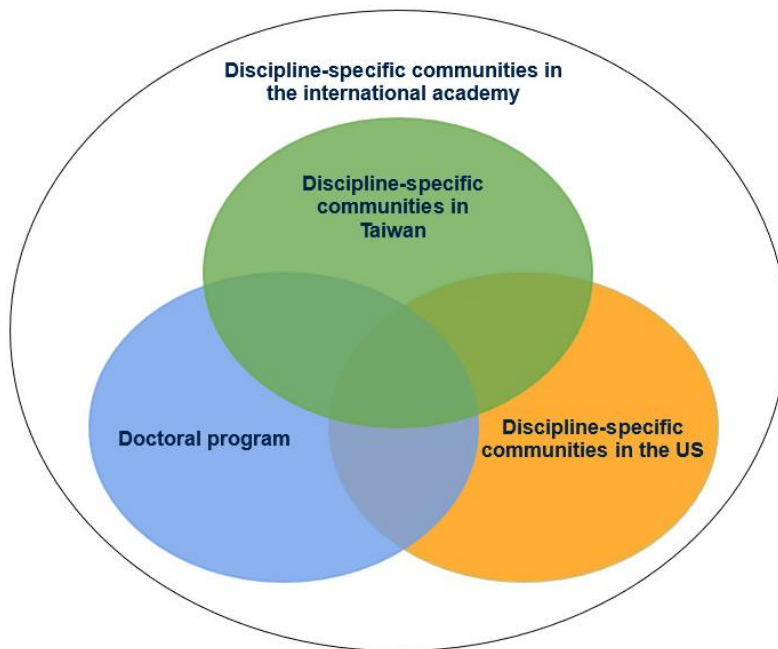 Discipline-specific communities in
the international academy
Discipline-specific
communities in
Taiwan
Doctoral program
Discipline-specific
communities in the US